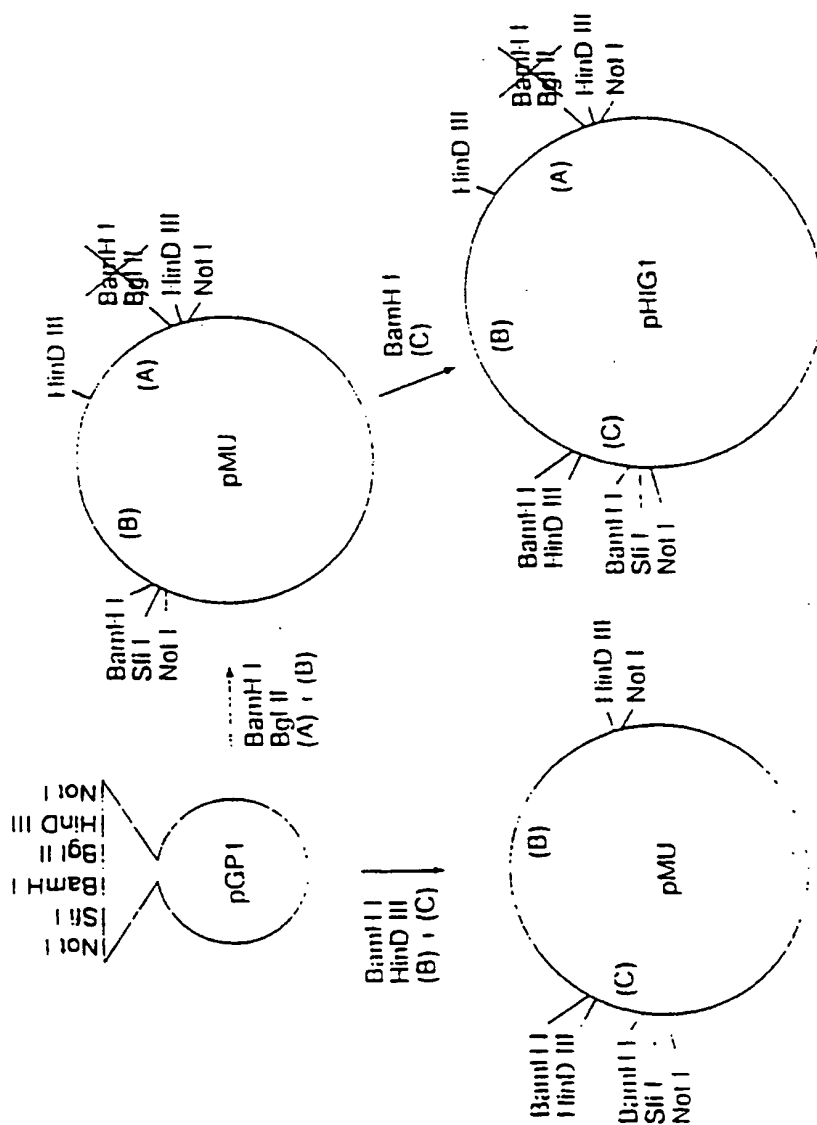 Not I
Sfi I
BamH I
Bgl II
HinD III
Not I
pGP1
BamH I
Bgl II
(A) + (B)
BamH I
Sfi I
Not I
(B)
pMU
(A)
HinD III
BamH I
Bgl II
HinD III
Not I
BamH I
HinD III
(B) + (C)
BamH I
(C)
BamH I
HinD III
(C)
BamH I
Sfi I
Not I
(B)
pMU
HinD III
Not I
BamH I
HinD III
(C)
BamH I
Sfi I
Not I
(B)
pHIG1
(A)
HinD III
BamH I
Bgl II
HinD III
Not I